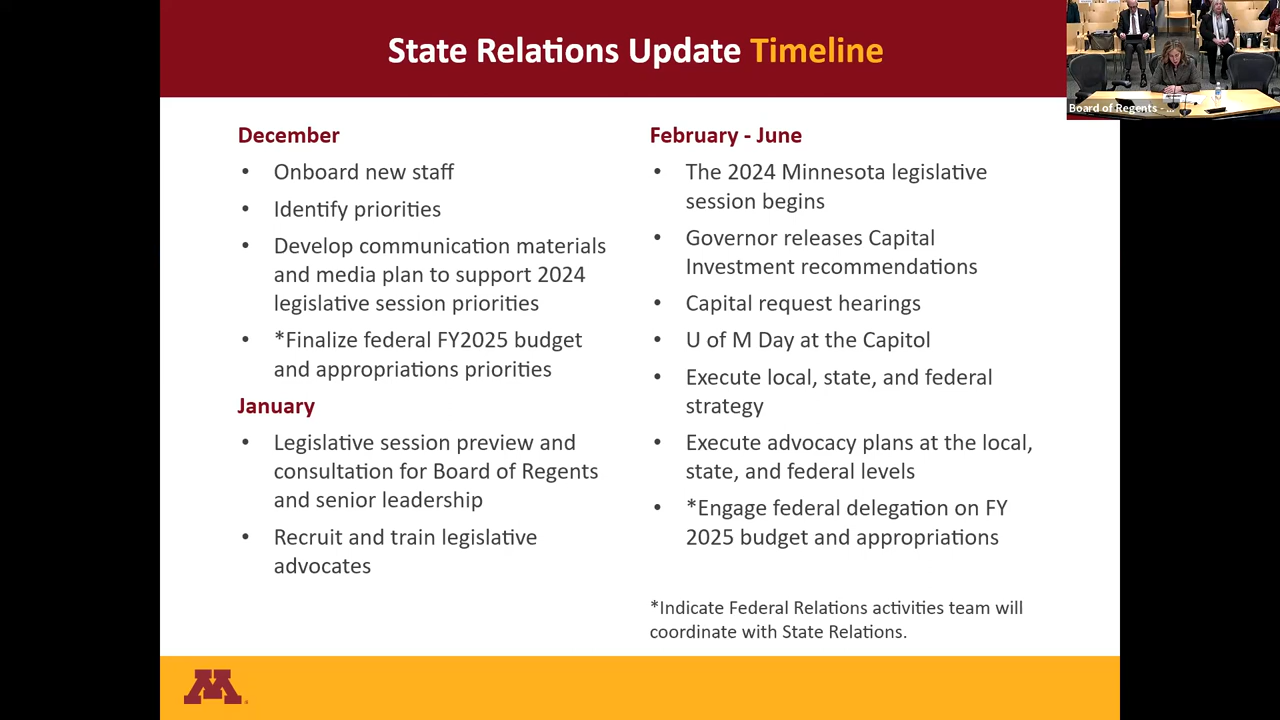 State Relations Update Timeline
Board of Regents - ...
December
• Onboard new staff
• Identify priorities
• Develop communication materials
and media plan to support 2024
legislative session priorities
• *Finalize federal FY2025 budget
and appropriations priorities
January
• Legislative session preview and
consultation for Board of Regents
and senior leadership
• Recruit and train legislative
advocates
February - June
• The 2024 Minnesota legislative
session begins
• Governor releases Capital
Investment recommendations
• Capital request hearings
• U of M Day at the Capitol
• Execute local, state, and federal
strategy
• Execute advocacy plans at the local,
state, and federal levels
• *Engage federal delegation on FY
2025 budget and appropriations
*Indicate Federal Relations activities team will
coordinate with State Relations.
M